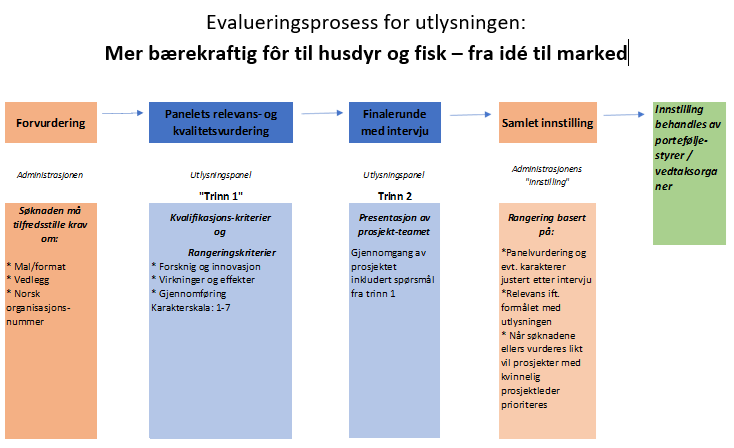 Evalueringsprosess for utlysningen:
Mer bærekraftig fôr til husdyr og fisk – fra idé til marked
Forvurdering
Panelets relevans- og
kvalitetsvurdering
Finalerunde
med intervju
Samlet innstilling
Innstilling
behandles av
portefølje-
styrer /
vedtaksorga
ner
Administrasjonen
Utlysningspanel
Utlysningspanel
Administrasjonens
"Innstilling"
"Trinn 1"
Trinn 2
Søknaden må
tilfredsstille krav
om:
* Mal/format
* Vedlegg
* Norsk
organisasjons-
nummer
Kvalifikasjons-kriterier
og
Rangeringskriterier
* Forsknig og innovasjon
* Virkninger og effekter
* Gjennomføring
Karakterskala: 1-7
Presentasjon av
prosjekt-teamet
Gjennomgang av
prosjektet
inkludert spørsmål
fra trinn 1
Rangering basert
på:
*Panelvurdering og
evt. karakterer
justert etter intervju
*Relevans ift.
formålet med
utlysningen
* Når søknadene
ellers vurderes likt
vil prosjekter med
kvinnelig
prosjektleder
prioriteres